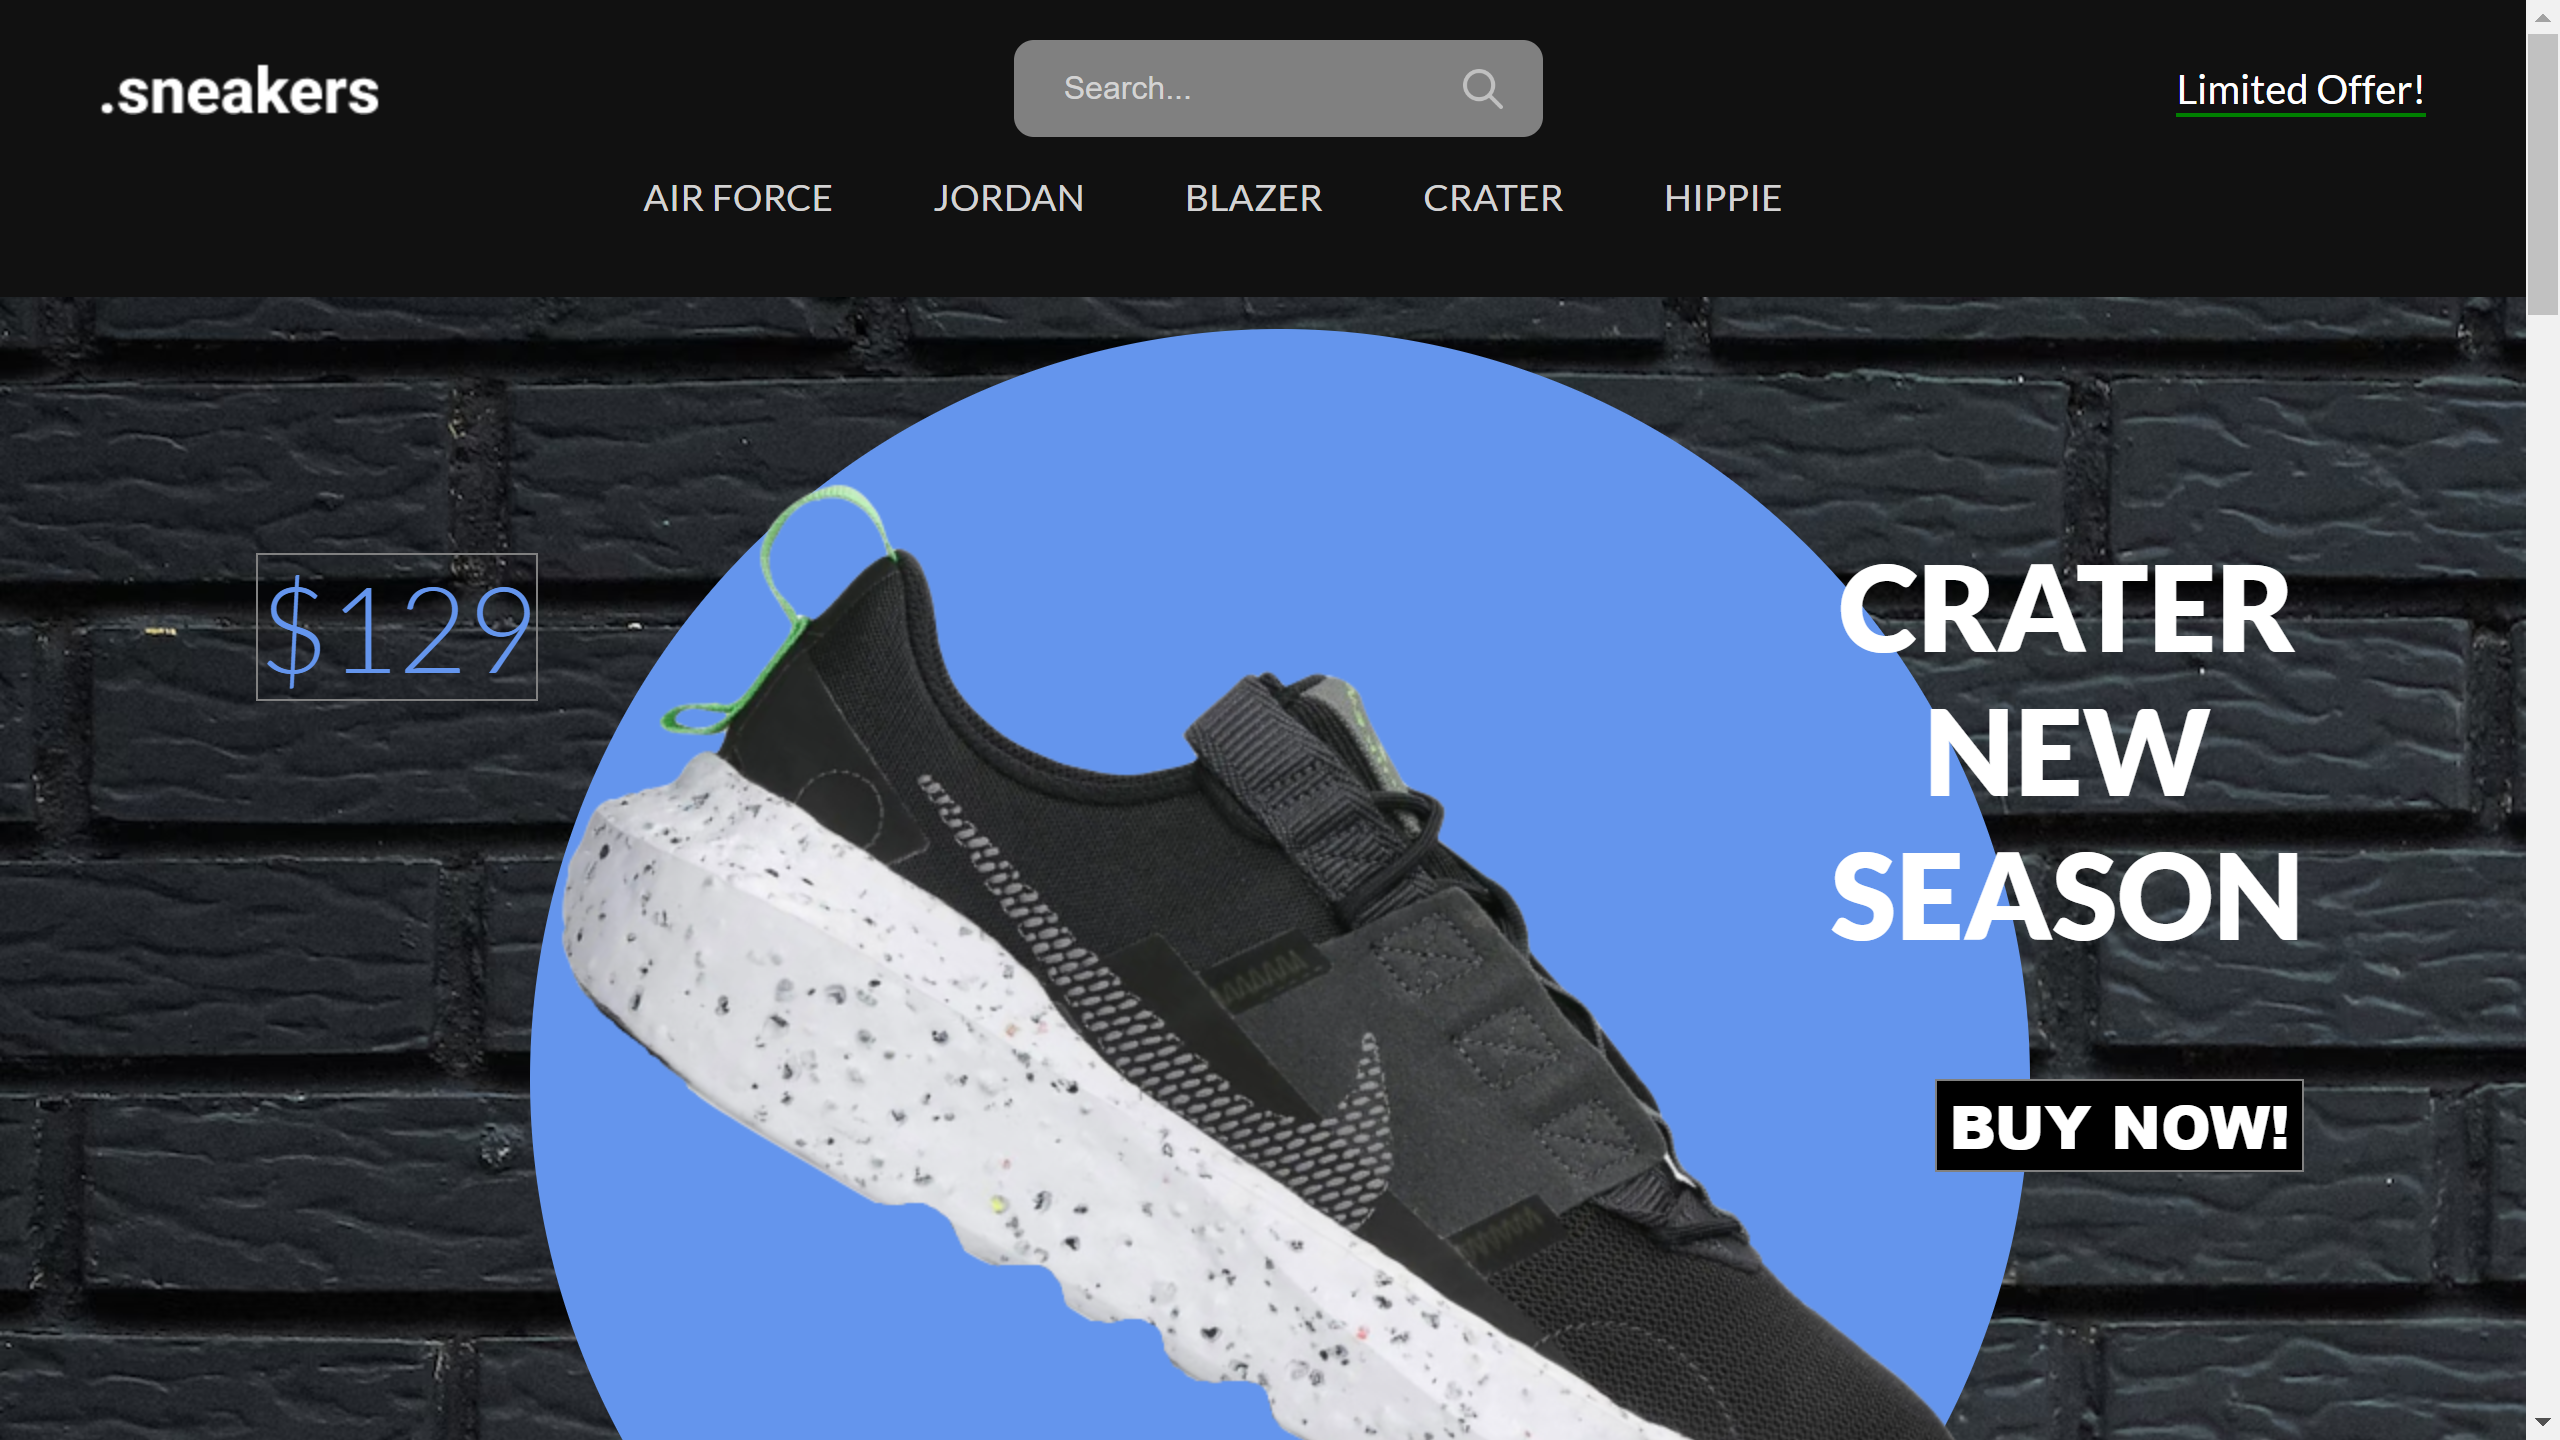 .sneakers
Search...
Limited Offer!
AIR FORCE
JORDAN
BLAZER
CRATER
HIPPIE
$129
CRATER
NEW
SEASON
BUY NOW!